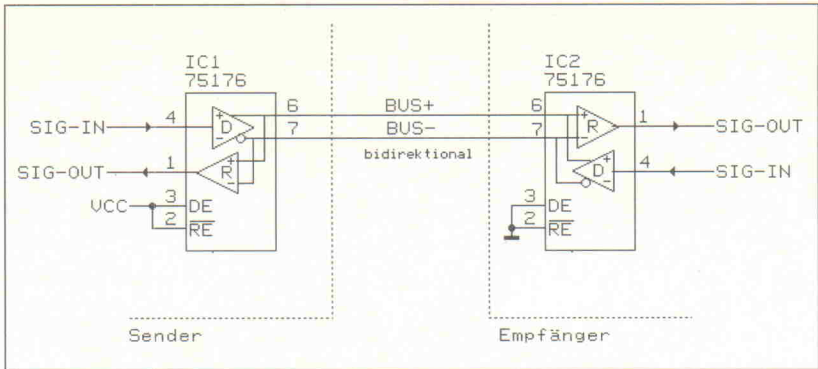 IC1
75176
IC2
75176
SIG-IN
4
+
D
-
6
BUS+
6
+
R
-
1
SIG-OUT
7
BUS-
7
SIG-OUT
1
R
+
-
bidirektional
+
D
-
4
SIG-IN
VCC
3
DE
2
RE
3
DE
2
RE
Sender
Empfänger